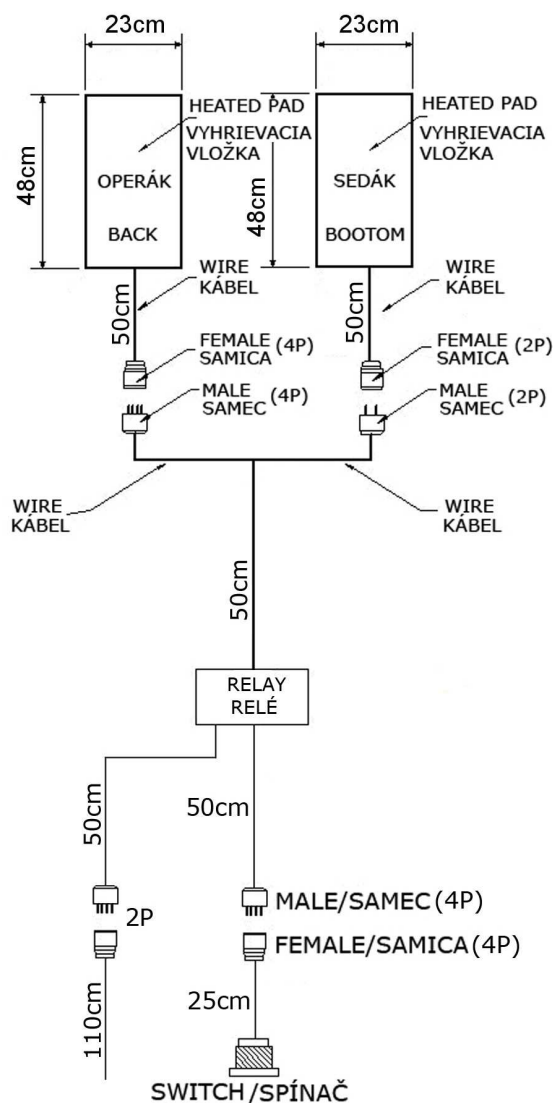 23cm
23cm
HEATED PAD
VYHRIEVACIA
VLOŽKA
HEATED PAD
VYHRIEVACIA
VLOŽKA
48cm
48cm
OPERÁK
BACK
SEDÁK
BOOTOM
WIRE
KÁBEL
WIRE
KÁBEL
50cm
50cm
FEMALE (4P)
SAMICA
FEMALE (2P)
SAMICA
MALE (4P)
SAMEC
MALE (2P)
SAMEC
WIRE
KÁBEL
WIRE
KÁBEL
50cm
RELAY
RELÉ
50cm
50cm
2P
MALE/SAMEC (4P)
FEMALE/SAMICA (4P)
110cm
25cm
SWITCH/SPÍNAČ